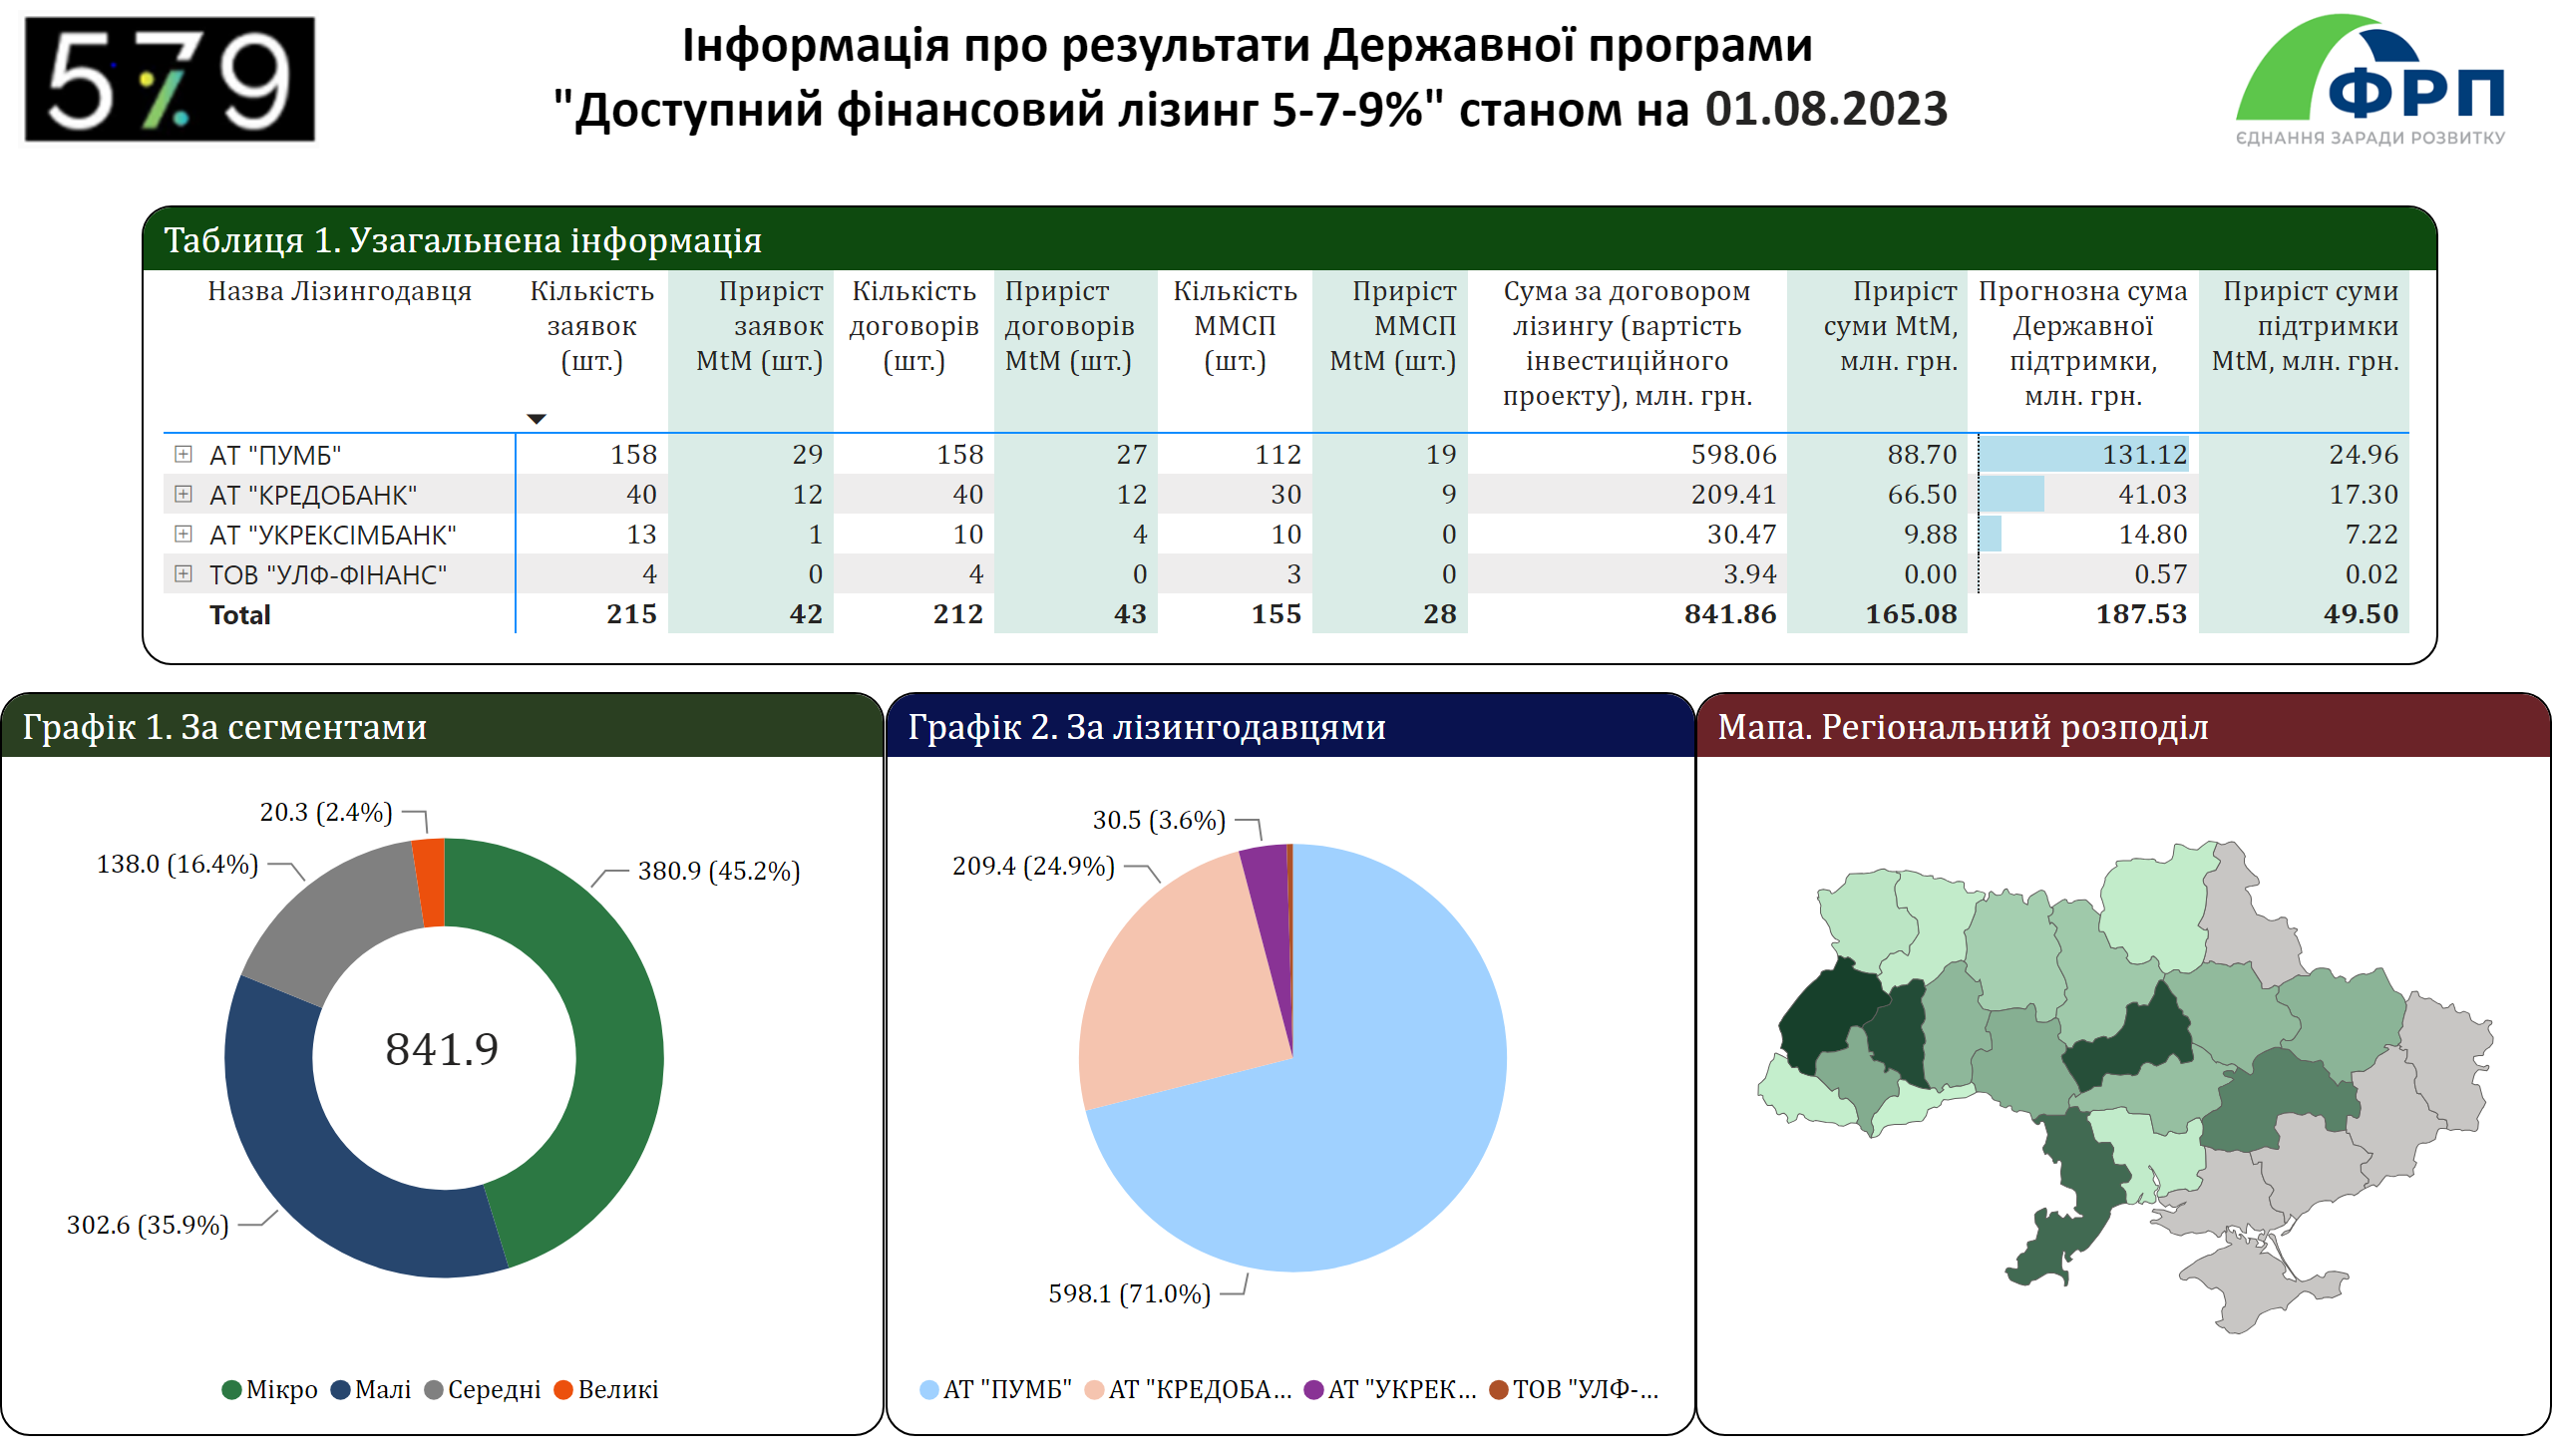 579
Інформація про результати Державної програми
"Доступний фінансовий лізинг 5-7-9%" станом на 01.08.2023
ФРП
ЄДНАННЯ ЗАРАДИ РОЗВИТКУ
Таблиця 1. Узагальнена інформація
Назва Лізингодавця Кількість заявок (шт.) Приріст заявок MtM (шт.) Кількість договорів (шт.) Приріст договорів MtM (шт.) Кількість ММСП (шт.) Приріст ММСП MtM (шт.) Сума за договором лізингу (вартість інвестиційного проекту), млн. грн. Приріст суми MtM, млн. грн. Прогнозна сума Державної підтримки, млн. грн. Приріст суми підтримки MtM, млн. грн.
АТ "ПУМБ" 158 29 158 27 112 19 598.06 88.70 131.12 24.96
АТ "КРЕДОБАНК" 40 12 40 12 30 9 209.41 66.50 41.03 17.30
АТ "УКРЕКСІМБАНК" 13 1 10 4 10 0 30.47 9.88 14.80 7.22
ТОВ "УЛФ-ФІНАНС" 4 0 4 0 3 0 3.94 0.00 0.57 0.02
Total 215 42 212 43 155 28 841.86 165.08 187.53 49.50
Графік 1. За сегментами
20.3 (2.4%)
138.0 (16.4%)
380.9 (45.2%)
841.9
302.6 (35.9%)
Мікро Малі Середні Великі
Графік 2. За лізингодавцями
30.5 (3.6%)
209.4 (24.9%)
598.1 (71.0%)
АТ "ПУМБ" АТ "КРЕДОБА... АТ "УКРЕК... ТОВ "УЛФ-...
Мапа. Регіональний розподіл